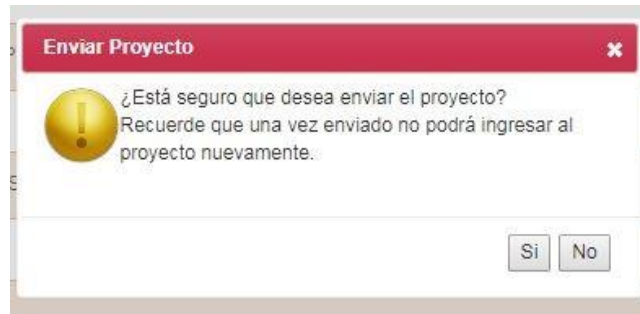 Enviar Proyecto
¿Está seguro que desea enviar el proyecto?
Recuerde que una vez enviado no podrá ingresar al
proyecto nuevamente.
Si No